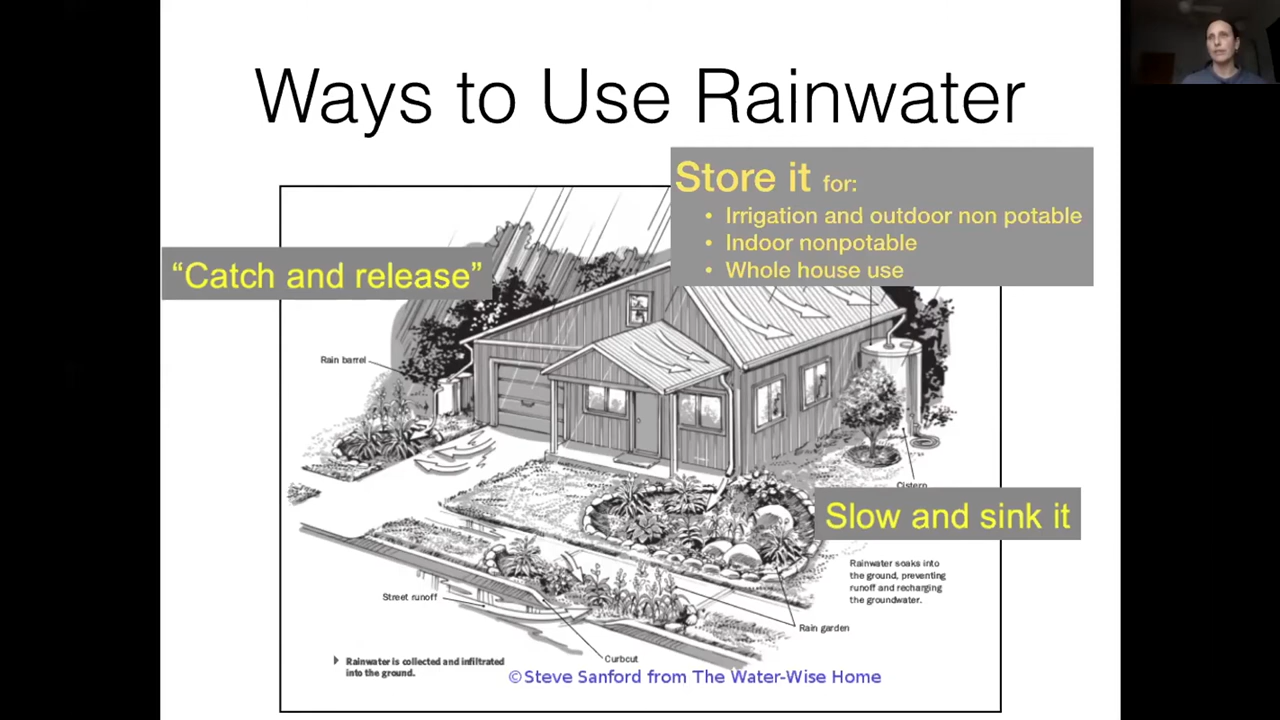 Ways to Use Rainwater
Store it for:
• Irrigation and outdoor non potable
• Indoor nonpotable
• Whole house use
“Catch and release”
Rain barrel
Cistern
Slow and sink it
Rainwater soaks into
the ground, preventing
runoff and recharging
the groundwater.
Street runoff
Rain garden
Curbcut
Rainwater is collected and infiltrated
into the ground.
©Steve Sanford from The Water-Wise Home